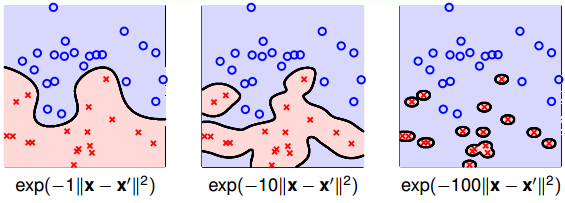 exp(−1‖x − x′‖²)
exp(−10‖x − x′‖²)
exp(−100‖x − x′‖²)